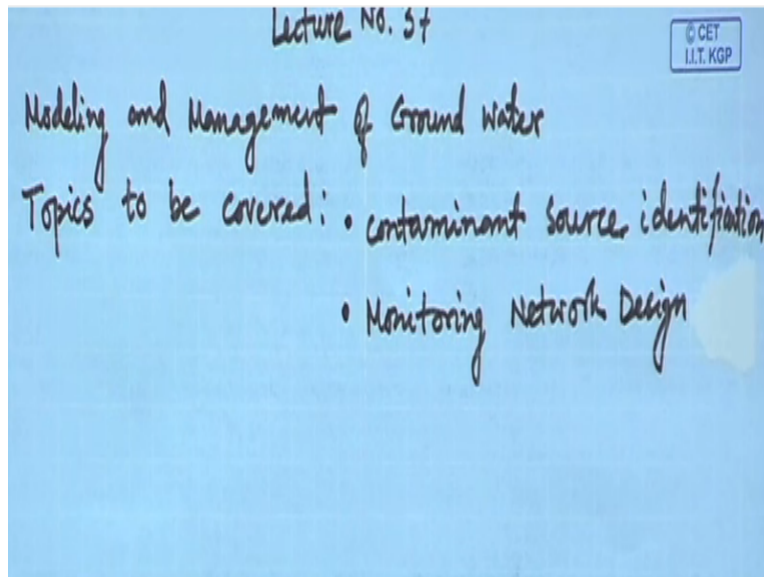 Lecture No. 37
© CET
I.I.T. KGP
Modeling and Management of Ground water
Topics to be covered: • contaminant source identification
• Monitoring Network Design